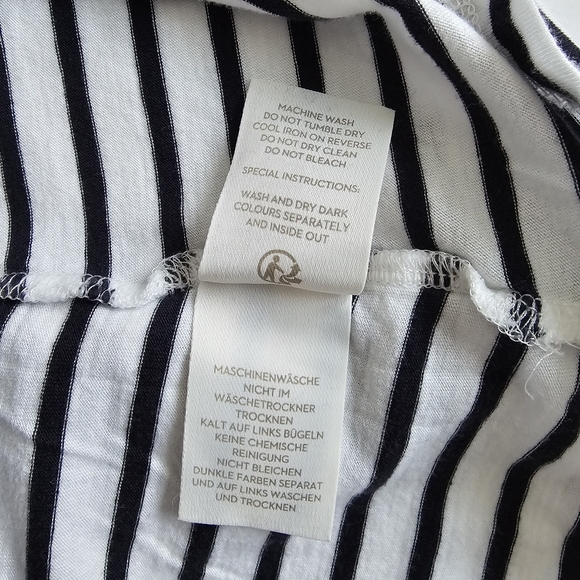 MACHINE WASH
DO NOT TUMBLE DRY
COOL IRON ON REVERSE
DO NOT DRY CLEAN
DO NOT BLEACH
SPECIAL INSTRUCTIONS:
WASH AND DRY DARK
COLOURS SEPARATELY
AND INSIDE OUT
MASCHINENWÄSCHE
NICHT IM
WÄSCHETROCKNER
TROCKNEN
KALT AUF LINKS BÜGELN
KEINE CHEMISCHE
REINIGUNG
NICHT BLEICHEN
DUNKLE FARBEN SEPARAT
UND AUF LINKS WASCHEN
UND TROCKNEN